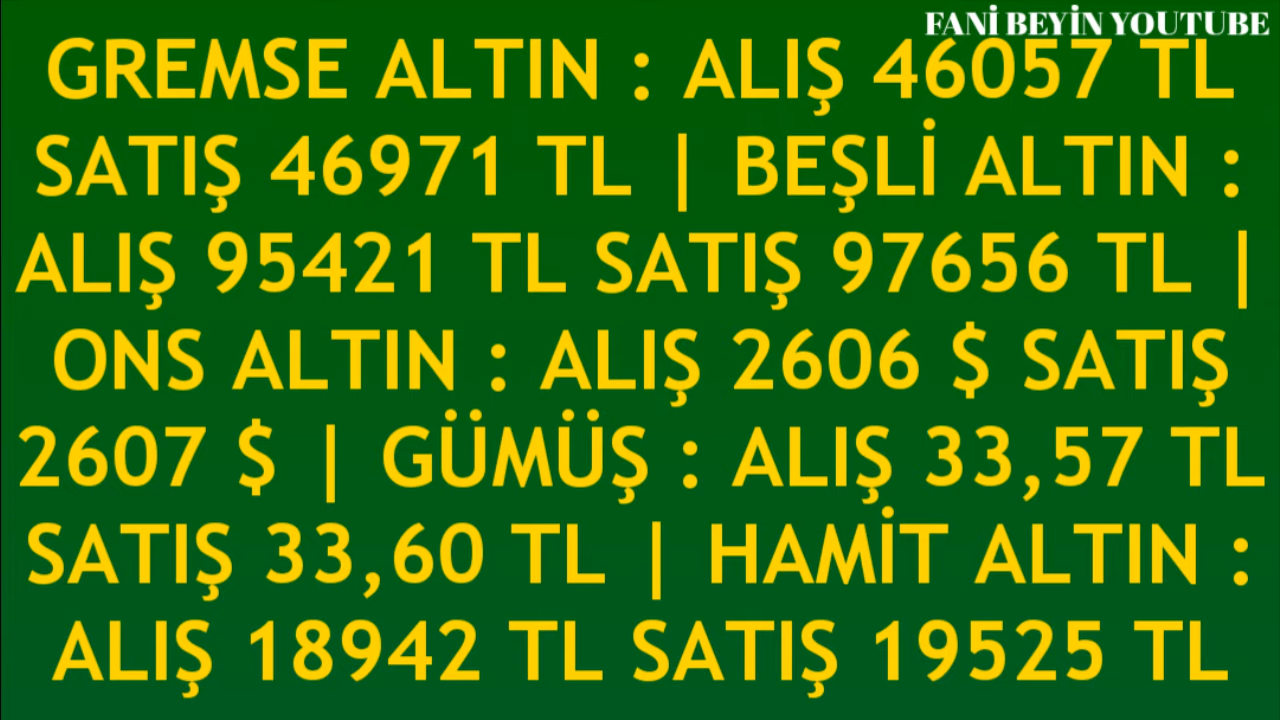 FANİ BEYİN YOUTUBE
GREMSE ALTIN : ALIŞ 46057 TL
SATIŞ 46971 TL | BEŞLİ ALTIN :
ALIŞ 95421 TL SATIŞ 97656 TL |
ONS ALTIN : ALIŞ 2606 $ SATIŞ
2607 $ | GÜMÜŞ : ALIŞ 33,57 TL
SATIŞ 33,60 TL | HAMİT ALTIN :
ALIŞ 18942 TL SATIŞ 19525 TL